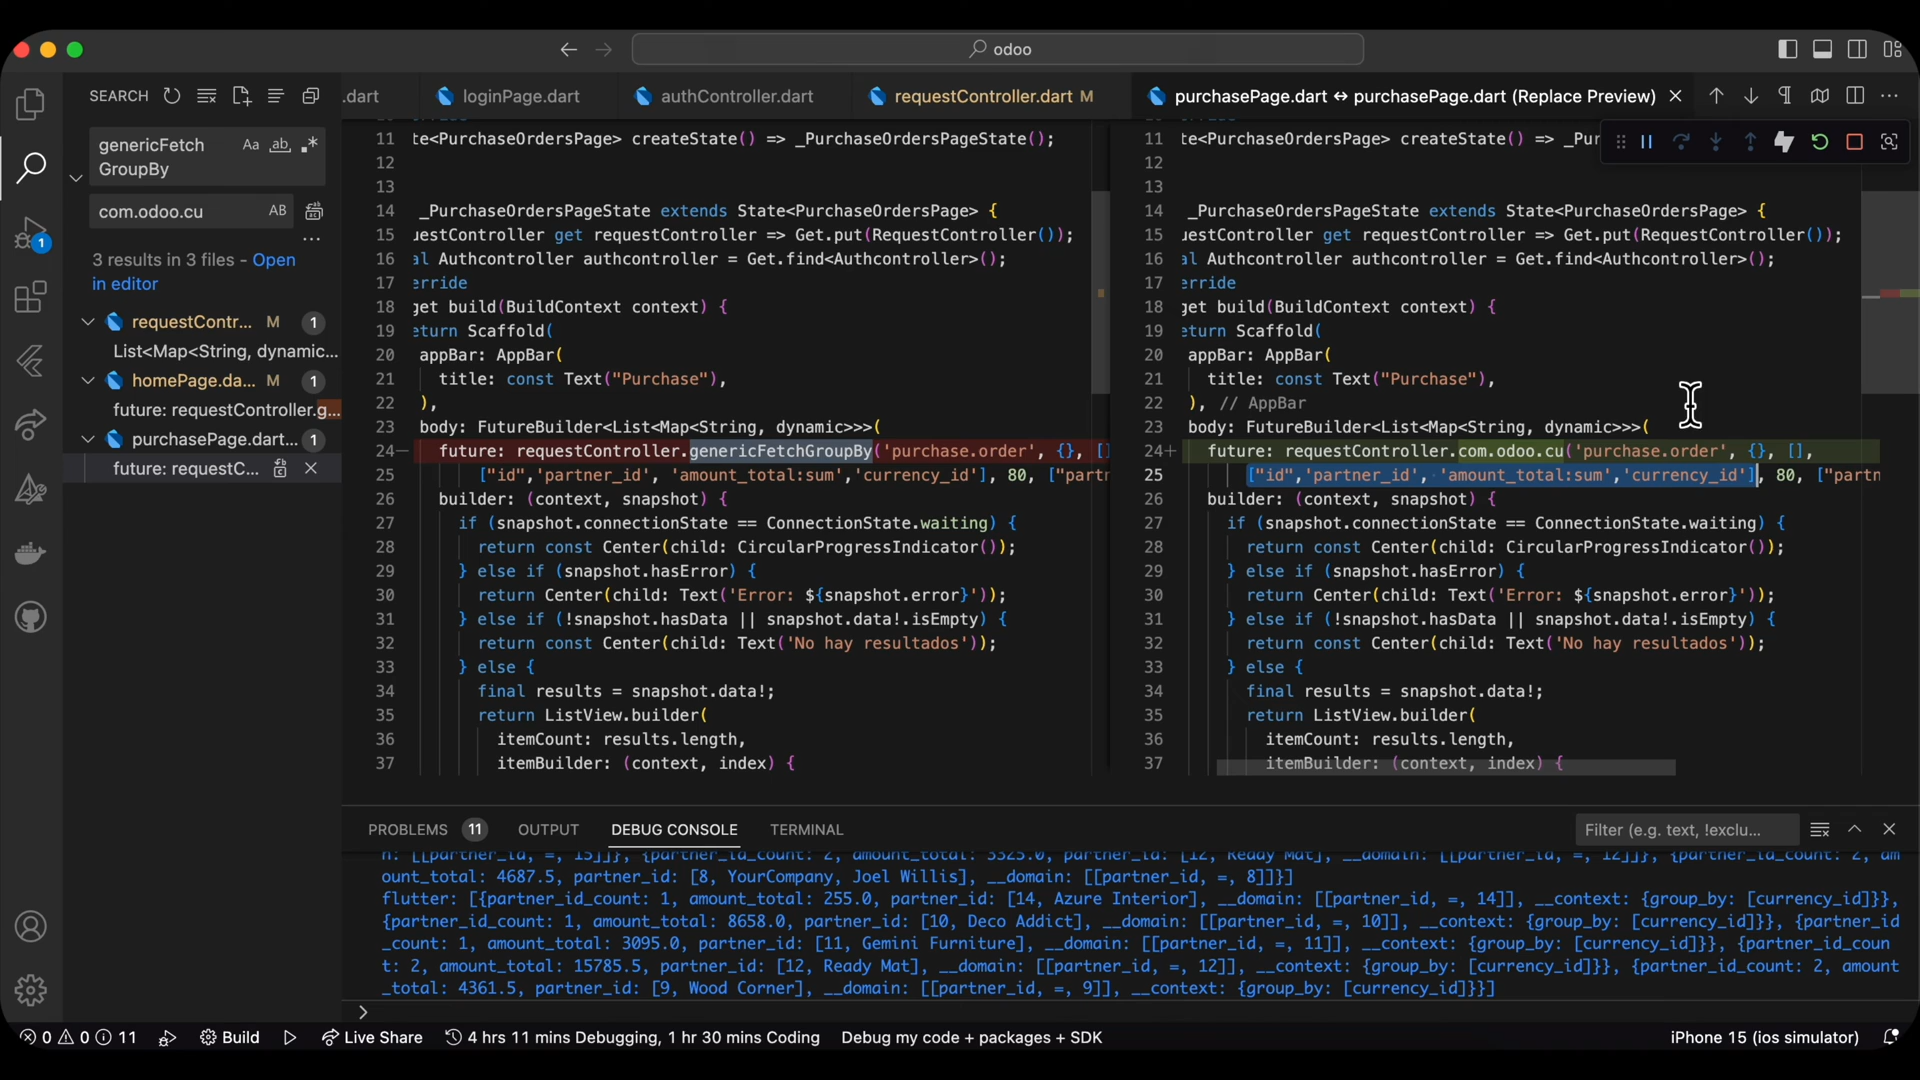 odoo
SEARCH
.dart
loginPage.dart
authController.dart
requestController.dart M
purchasePage.dart ↔ purchasePage.dart (Replace Preview)
genericFetch
GroupBy
Aa ab
com.odoo.cu
AB
3 results in 3 files - Open
in editor
requestContr... M 1
List<Map<String, dynamic...
homePage.da... M 1
future: requestController.g...
purchasePage.dart... 1
future: requestC...
1
11 te<PurchaseOrdersPage> createState() => _PurchaseOrdersPageState();
12
13
14 _PurchaseOrdersPageState extends State<PurchaseOrdersPage> {
15 uestController get requestController => Get.put(RequestController());
16 al Authcontroller authcontroller = Get.find<Authcontroller>();
17 erride
18 get build(BuildContext context) {
19 eturn Scaffold(
20 appBar: AppBar(
21 title: const Text("Purchase"),
22 ),
23 body: FutureBuilder<List<Map<String, dynamic>>>(
24— future: requestController.genericFetchGroupBy('purchase.order', {}, []
25 ["id",'partner_id', 'amount_total:sum','currency_id'], 80, ["partn
26 builder: (context, snapshot) {
27 if (snapshot.connectionState == ConnectionState.waiting) {
28 return const Center(child: CircularProgressIndicator());
29 } else if (snapshot.hasError) {
30 return Center(child: Text('Error: ${snapshot.error}'));
31 } else if (!snapshot.hasData || snapshot.data!.isEmpty) {
32 return const Center(child: Text('No hay resultados'));
33 } else {
34 final results = snapshot.data!;
35 return ListView.builder(
36 itemCount: results.length,
37 itemBuilder: (context, index) {
11 te<PurchaseOrdersPage> createState() => _Pur
12
13
14 _PurchaseOrdersPageState extends State<PurchaseOrdersPage> {
15 uestController get requestController => Get.put(RequestController());
16 al Authcontroller authcontroller = Get.find<Authcontroller>();
17 erride
18 get build(BuildContext context) {
19 eturn Scaffold(
20 appBar: AppBar(
21 title: const Text("Purchase"),
22 ), // AppBar
23 body: FutureBuilder<List<Map<String, dynamic>>>(
24+ future: requestController.com.odoo.cu('purchase.order', {}, [],
25 ["id",'partner_id', 'amount_total:sum','currency_id'], 80, ["partn
26 builder: (context, snapshot) {
27 if (snapshot.connectionState == ConnectionState.waiting) {
28 return const Center(child: CircularProgressIndicator());
29 } else if (snapshot.hasError) {
30 return Center(child: Text('Error: ${snapshot.error}'));
31 } else if (!snapshot.hasData || snapshot.data!.isEmpty) {
32 return const Center(child: Text('No hay resultados'));
33 } else {
34 final results = snapshot.data!;
35 return ListView.builder(
36 itemCount: results.length,
37 itemBuilder: (context, index) {
PROBLEMS 11 OUTPUT DEBUG CONSOLE TERMINAL
Filter (e.g. text, !exclu...
n: [[partner_id, =, 15]]}, {partner_id_count: 2, amount_total: 3325.0, partner_id: [12, Ready Mat], __domain: [[partner_id, =, 12]]}, {partner_id_count: 2, am
ount_total: 4687.5, partner_id: [8, YourCompany, Joel Willis], __domain: [[partner_id, =, 8]]}]
flutter: [{partner_id_count: 1, amount_total: 255.0, partner_id: [14, Azure Interior], __domain: [[partner_id, =, 14]], __context: {group_by: [currency_id]}},
{partner_id_count: 1, amount_total: 8658.0, partner_id: [10, Deco Addict], __domain: [[partner_id, =, 10]], __context: {group_by: [currency_id]}}, {partner_id
_count: 1, amount_total: 3095.0, partner_id: [11, Gemini Furniture], __domain: [[partner_id, =, 11]], __context: {group_by: [currency_id]}}, {partner_id_coun
t: 2, amount_total: 15785.5, partner_id: [12, Ready Mat], __domain: [[partner_id, =, 12]], __context: {group_by: [currency_id]}}, {partner_id_count: 2, amount
_total: 4361.5, partner_id: [9, Wood Corner], __domain: [[partner_id, =, 9]], __context: {group_by: [currency_id]}}]
0 0 11 Build Live Share 4 hrs 11 mins Debugging, 1 hr 30 mins Coding Debug my code + packages + SDK iPhone 15 (ios simulator)